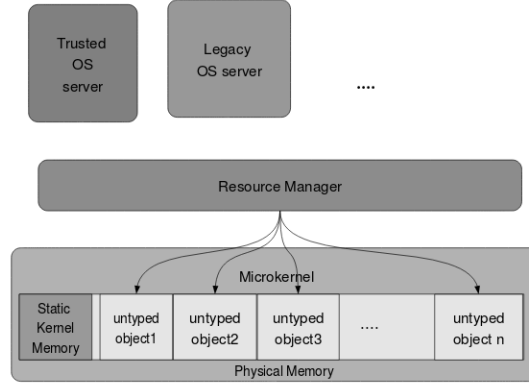 Trusted
OS
server
Legacy
OS server
....
Resource Manager
Microkernel
Static
Kernel
Memory
untyped
object1
untyped
object2
untyped
object3
....
untyped
object n
Physical Memory